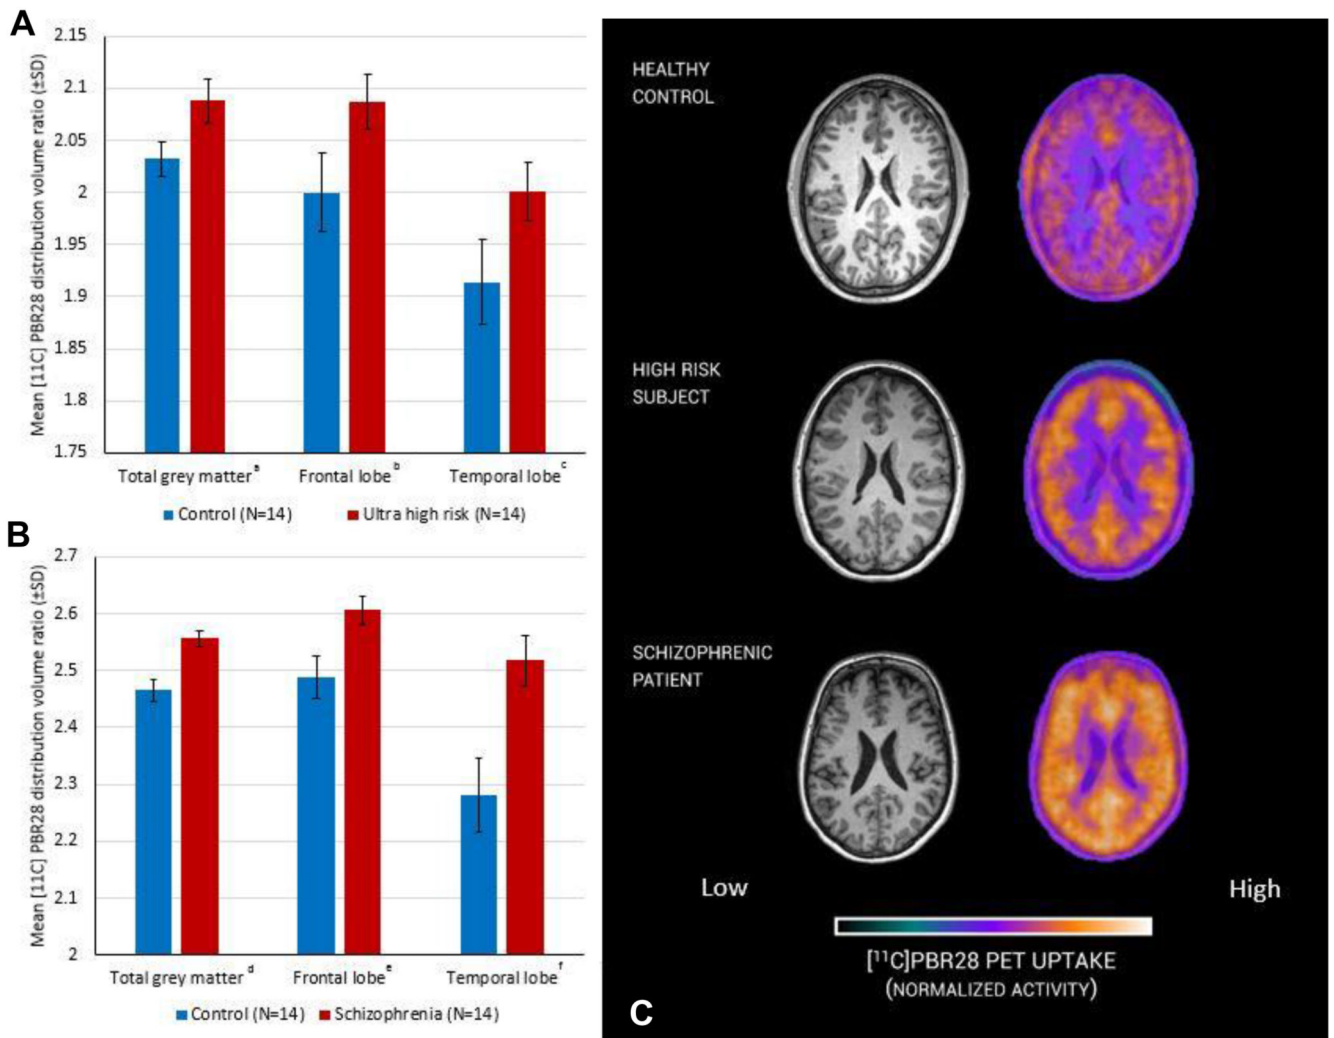 A
Mean [11C] PBR28 distribution volume ratio (±SD)
2.15
2.1
2.05
2
1.95
1.9
1.85
1.8
1.75
Total grey matter a
Frontal lobe b
Temporal lobe c
Control (N=14)
Ultra high risk (N=14)
B
Mean [11C] PBR28 distribution volume ratio (±SD)
2.7
2.6
2.5
2.4
2.3
2.2
2.1
2
Total grey matter d
Frontal lobe e
Temporal lobe f
Control (N=14)
Schizophrenia (N=14)
HEALTHY
CONTROL
HIGH RISK
SUBJECT
SCHIZOPHRENIC
PATIENT
Low
High
[¹¹C]PBR28 PET UPTAKE
(NORMALIZED ACTIVITY)
C